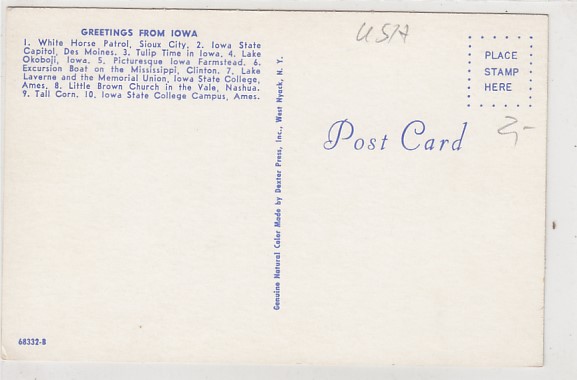 GREETINGS FROM IOWA
1. White Horse Patrol, Sioux City. 2. Iowa State
Capitol, Des Moines. 3. Tulip Time in Iowa. 4. Lake
Okoboji, Iowa. 5. Picturesque Iowa Farmstead. 6.
Excursion Boat on the Mississippi, Clinton. 7. Lake
Laverne and the Memorial Union, Iowa State College,
Ames, 8. Little Brown Church in the Vale, Nashua.
9. Tall Corn. 10. Iowa State College Campus, Ames.
68332-B
Genuine Natural Color Made by Dexter Press, Inc., West Nyack, N. Y.
USA
PLACE
STAMP
HERE
2,-
Post Card